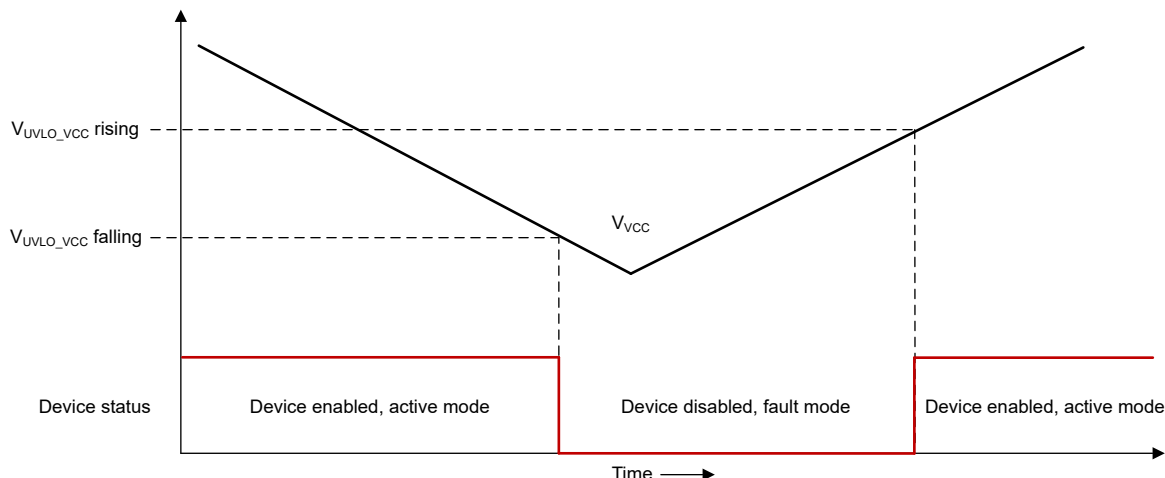 V_UVLO_VCC rising
V_UVLO_VCC falling
V_VCC
Device status
Device enabled, active mode
Device disabled, fault mode
Device enabled, active mode
Time